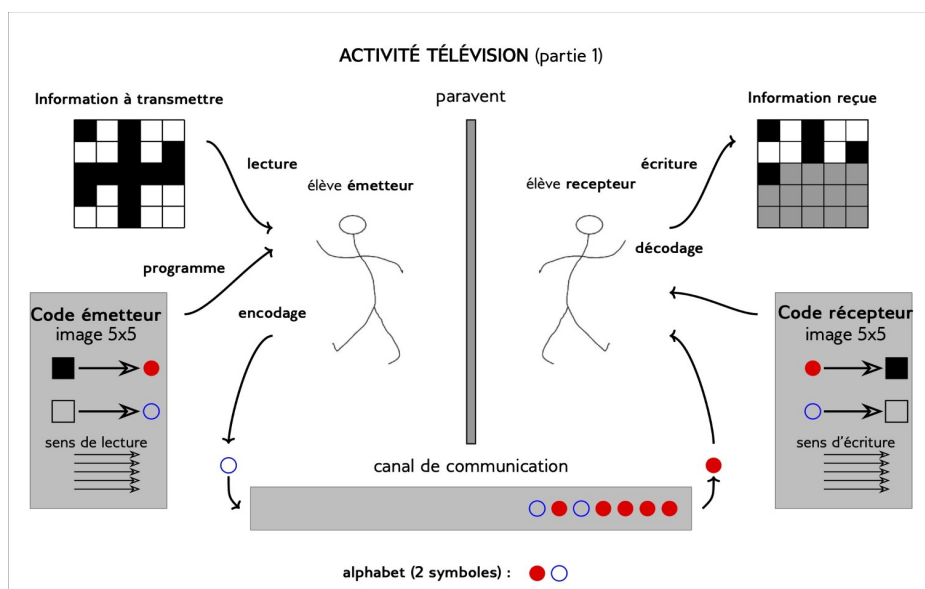 ACTIVITÉ TÉLÉVISION (partie 1)
Information à transmettre
paravent
Information reçue
lecture
écriture
élève émetteur
élève recepteur
décodage
programme
Code émetteur
image 5x5
encodage
Code récepteur
image 5x5
sens de lecture
sens d'écriture
canal de communication
alphabet (2 symboles) :